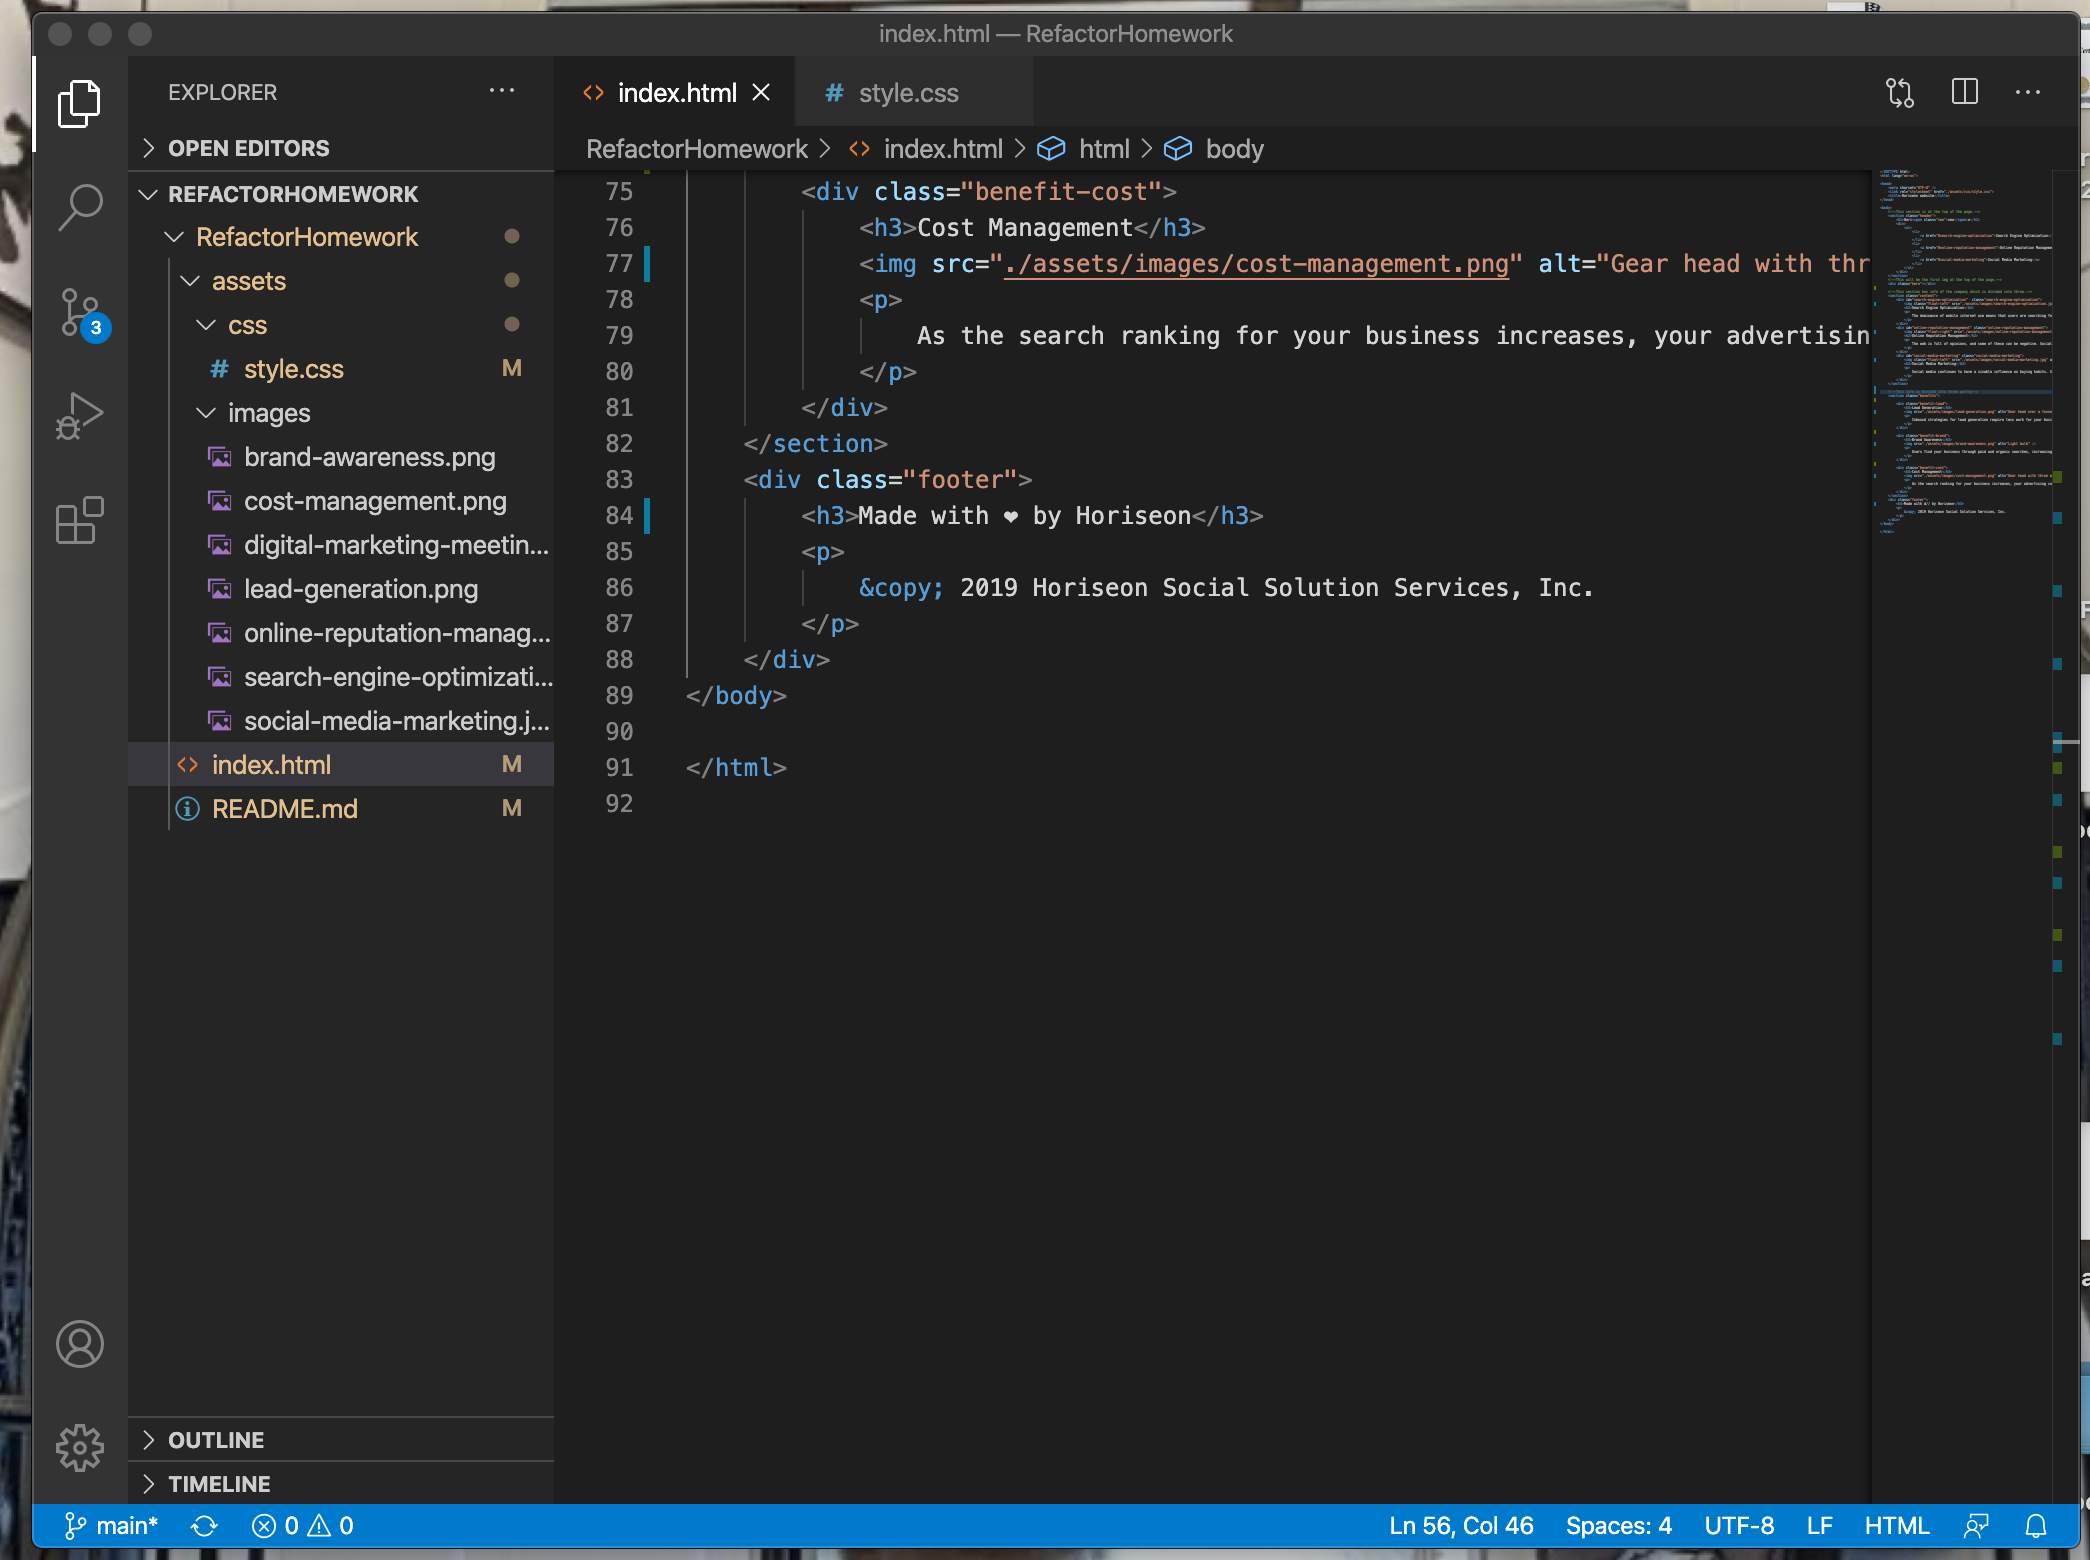 index.html — RefactorHomework
EXPLORER
OPEN EDITORS
REFACTORHOMEWORK
RefactorHomework
assets
css
# style.css M
images
brand-awareness.png
cost-management.png
digital-marketing-meetin...
lead-generation.png
online-reputation-manag...
search-engine-optimizati...
social-media-marketing.j...
<> index.html M
README.md M
OUTLINE
TIMELINE
3
<> index.html
# style.css
RefactorHomework > <> index.html > html > body
75 <div class="benefit-cost">
76 <h3>Cost Management</h3>
77 <img src="./assets/images/cost-management.png" alt="Gear head with thr
78 <p>
79 As the search ranking for your business increases, your advertisin
80 </p>
81 </div>
82 </section>
83 <div class="footer">
84 <h3>Made with ❤ by Horiseon</h3>
85 <p>
86 &copy; 2019 Horiseon Social Solution Services, Inc.
87 </p>
88 </div>
89 </body>
90
91 </html>
92
main* 0 0 Ln 56, Col 46 Spaces: 4 UTF-8 LF HTML